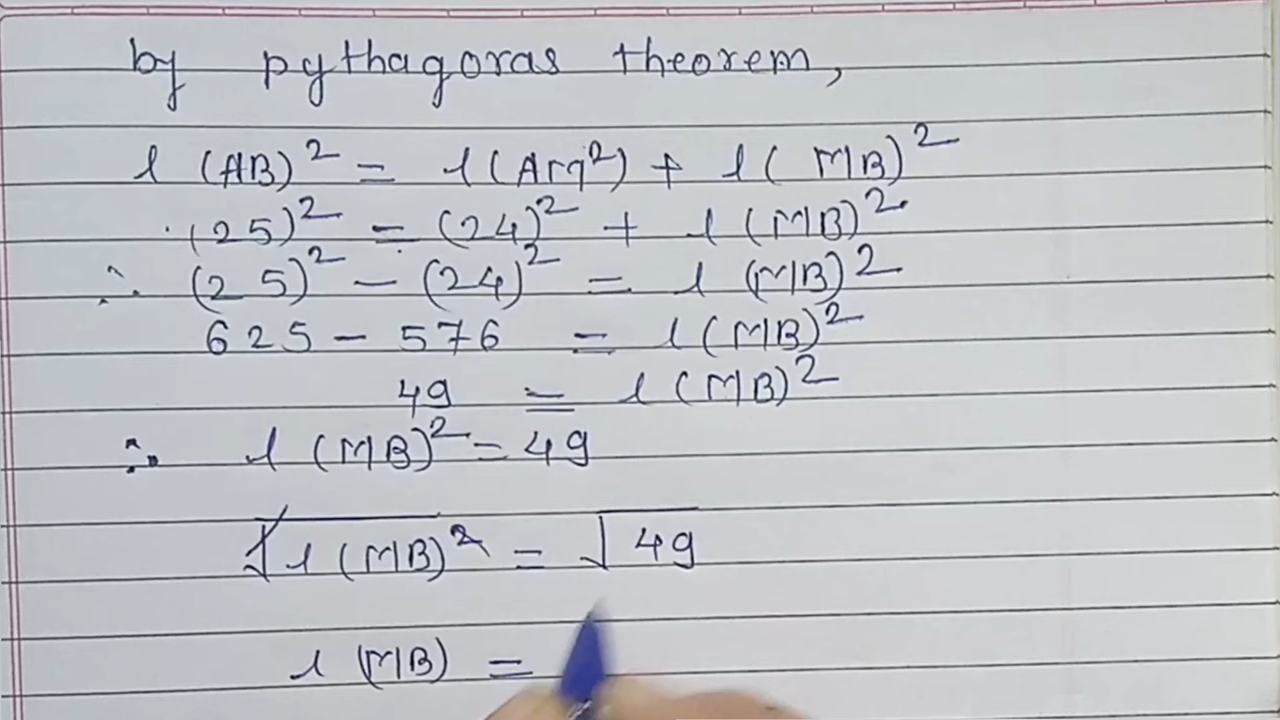 by pythagoras theorem,
l (AB)² = l (AM²) + l ( MB)²
(25)² = (24)² + l (MB)²
∴ (25)² − (24)² = l (MB)²
625 − 576 = l (MB)²
49 = l (MB)²
∴ l (MB)² = 49
√l (MB)² = √49
l (MB) =